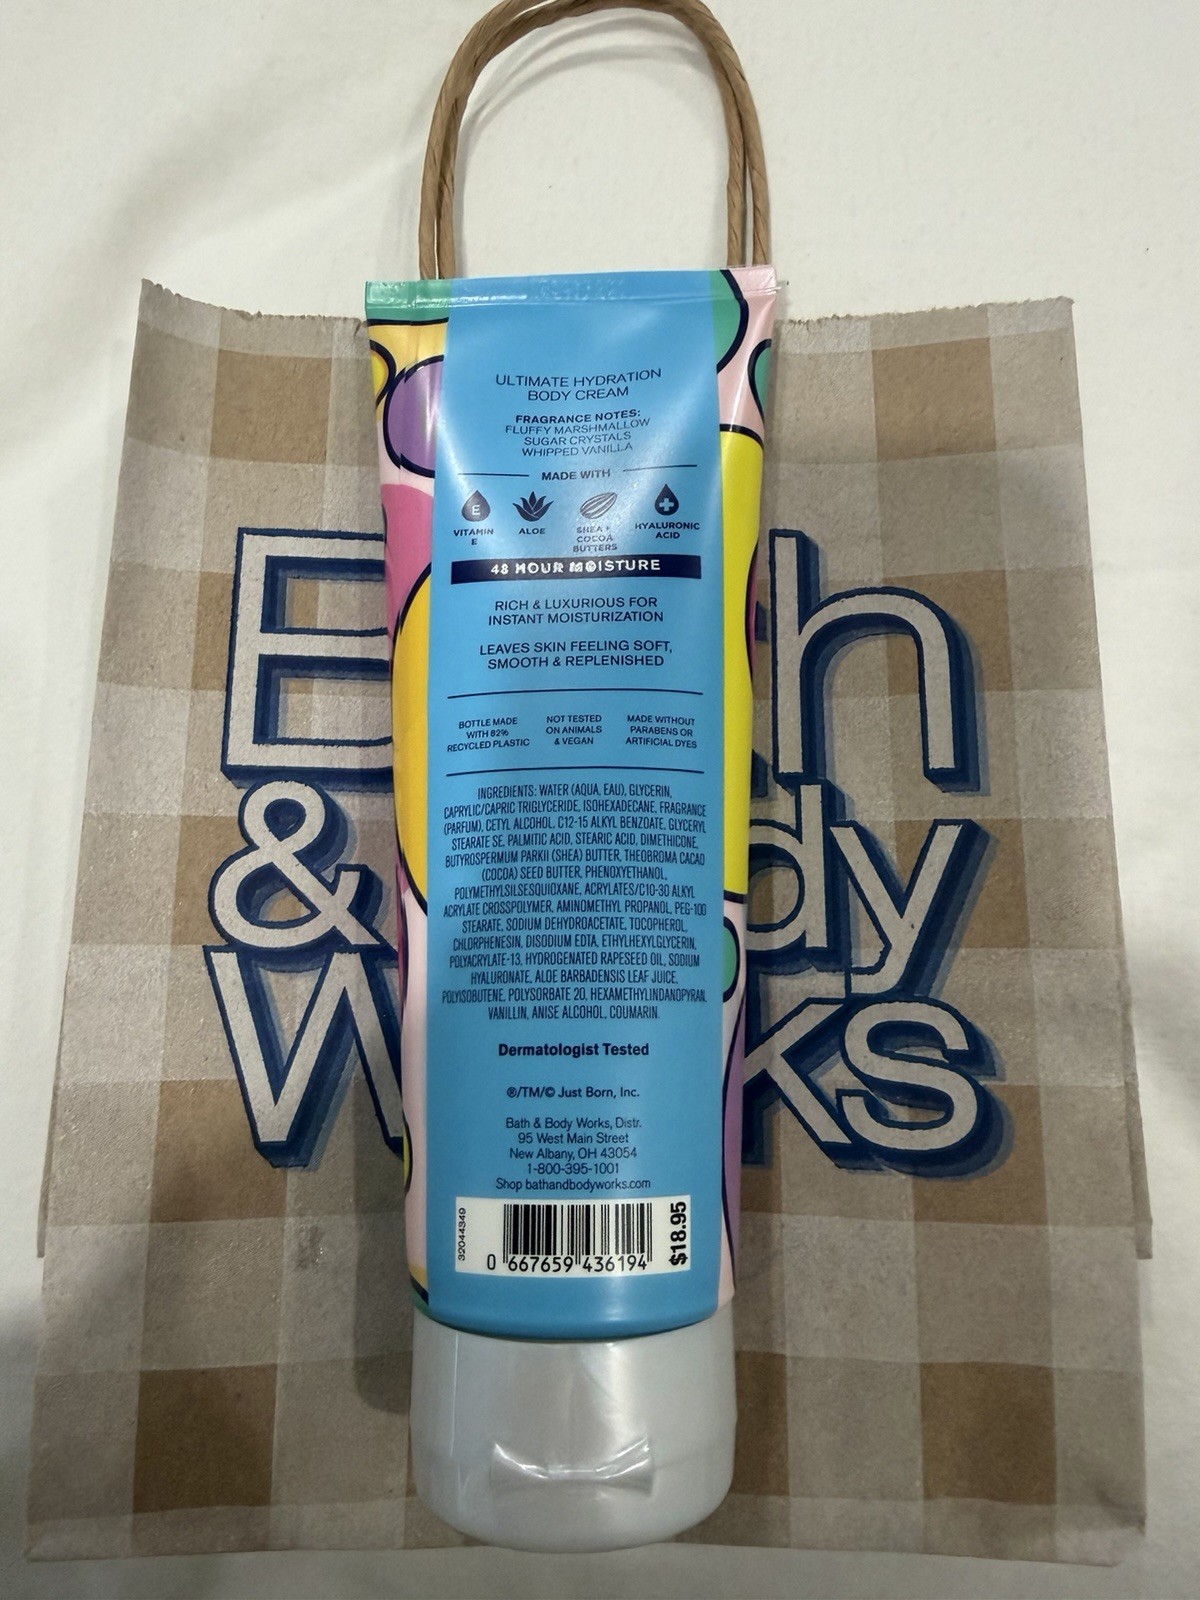 ULTIMATE HYDRATION
BODY CREAM
FRAGRANCE NOTES:
FLUFFY MARSHMALLOW
SUGAR CRYSTALS
WHIPPED VANILLA
MADE WITH
E
VITAMIN
E
ALOE
SHEA +
COCOA
BUTTERS
HYALURONIC
ACID
48 HOUR MOISTURE
RICH & LUXURIOUS FOR
INSTANT MOISTURIZATION
LEAVES SKIN FEELING SOFT,
SMOOTH & REPLENISHED
BOTTLE MADE
WITH 82%
RECYCLED PLASTIC
NOT TESTED
ON ANIMALS
& VEGAN
MADE WITHOUT
PARABENS OR
ARTIFICIAL DYES
INGREDIENTS: WATER (AQUA, EAU), GLYCERIN,
CAPRYLIC/CAPRIC TRIGLYCERIDE, ISOHEXADECANE, FRAGRANCE
(PARFUM), CETYL ALCOHOL, C12-15 ALKYL BENZOATE, GLYCERYL
STEARATE SE, PALMITIC ACID, STEARIC ACID, DIMETHICONE,
BUTYROSPERMUM PARKII (SHEA) BUTTER, THEOBROMA CACAO
(COCOA) SEED BUTTER, PHENOXYETHANOL,
POLYMETHYLSILSESQUIOXANE, ACRYLATES/C10-30 ALKYL
ACRYLATE CROSSPOLYMER, AMINOMETHYL PROPANOL, PEG-100
STEARATE, SODIUM DEHYDROACETATE, TOCOPHEROL,
CHLORPHENESIN, DISODIUM EDTA, ETHYLHEXYLGLYCERIN,
POLYACRYLATE-13, HYDROGENATED RAPESEED OIL, SODIUM
HYALURONATE, ALOE BARBADENSIS LEAF JUICE,
POLYISOBUTENE, POLYSORBATE 20, HEXAMETHYLINDANOPYRAN,
VANILLIN, ANISE ALCOHOL, COUMARIN.
Dermatologist Tested
®/TM/© Just Born, Inc.
Bath & Body Works, Distr.
95 West Main Street
New Albany, OH 43054
1-800-395-1001
Shop bathandbodyworks.com
32044349
0 667659 436194
$18.95
B th
& dy
W ks